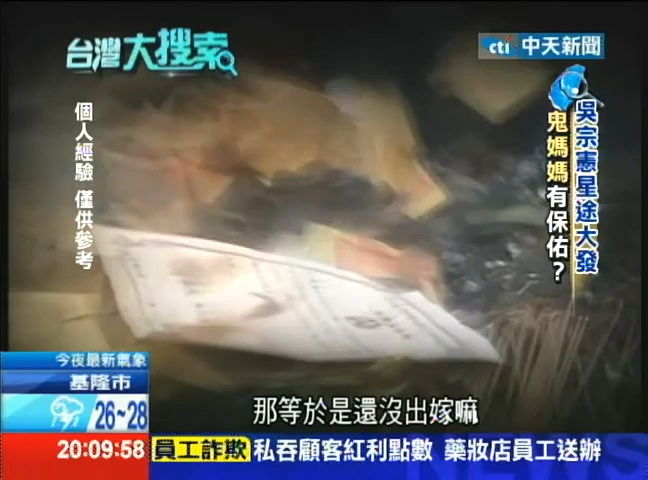 台灣大搜索
cti 中天新聞
吳宗憲星途大發
鬼媽媽有保佑？
個人經驗 僅供參考
那等於是還沒出嫁嘛
今夜最新氣象
基隆市
26~28
20:09:58
員工詐欺 私吞顧客紅利點數 藥妝店員工送辦
NEWS